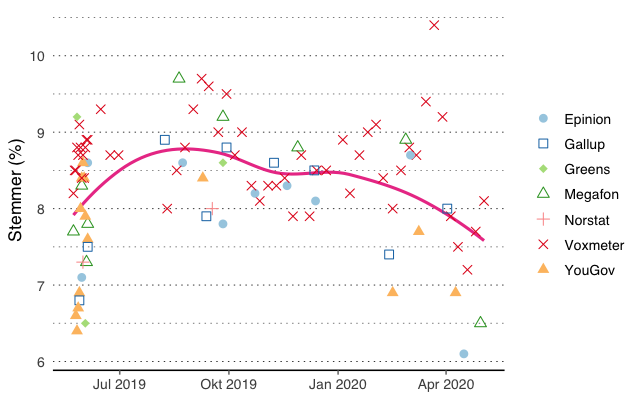 Stemmer (%)
10
9
8
7
6
Jul 2019
Okt 2019
Jan 2020
Apr 2020
Epinion
Gallup
Greens
Megafon
Norstat
Voxmeter
YouGov